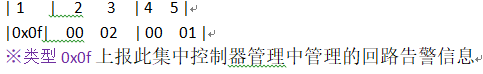 | 1 | 2 3 | 4 5 |
|0x0f| 00 02 | 00 01 |
※类型 0x0f 上报此集中控制器管理中管理的回路告警信息